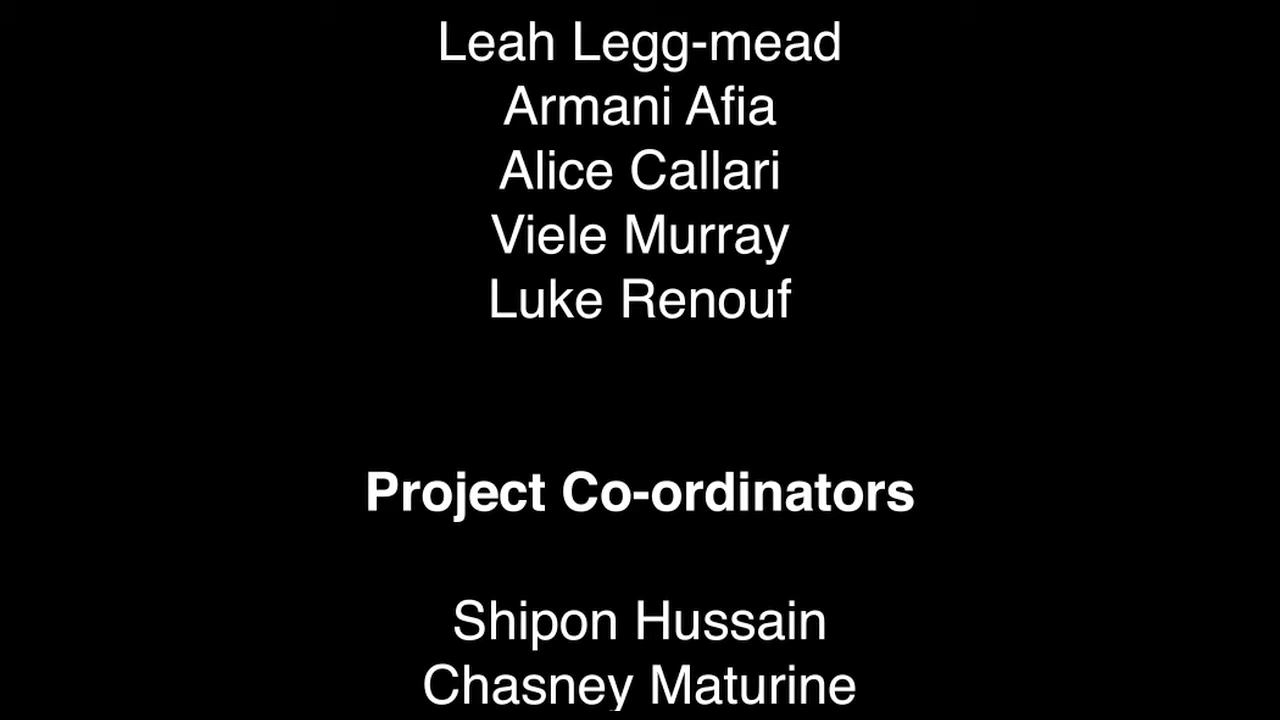 Leah Legg-mead
Armani Afia
Alice Callari
Viele Murray
Luke Renouf
Project Co-ordinators
Shipon Hussain
Chasney Maturine